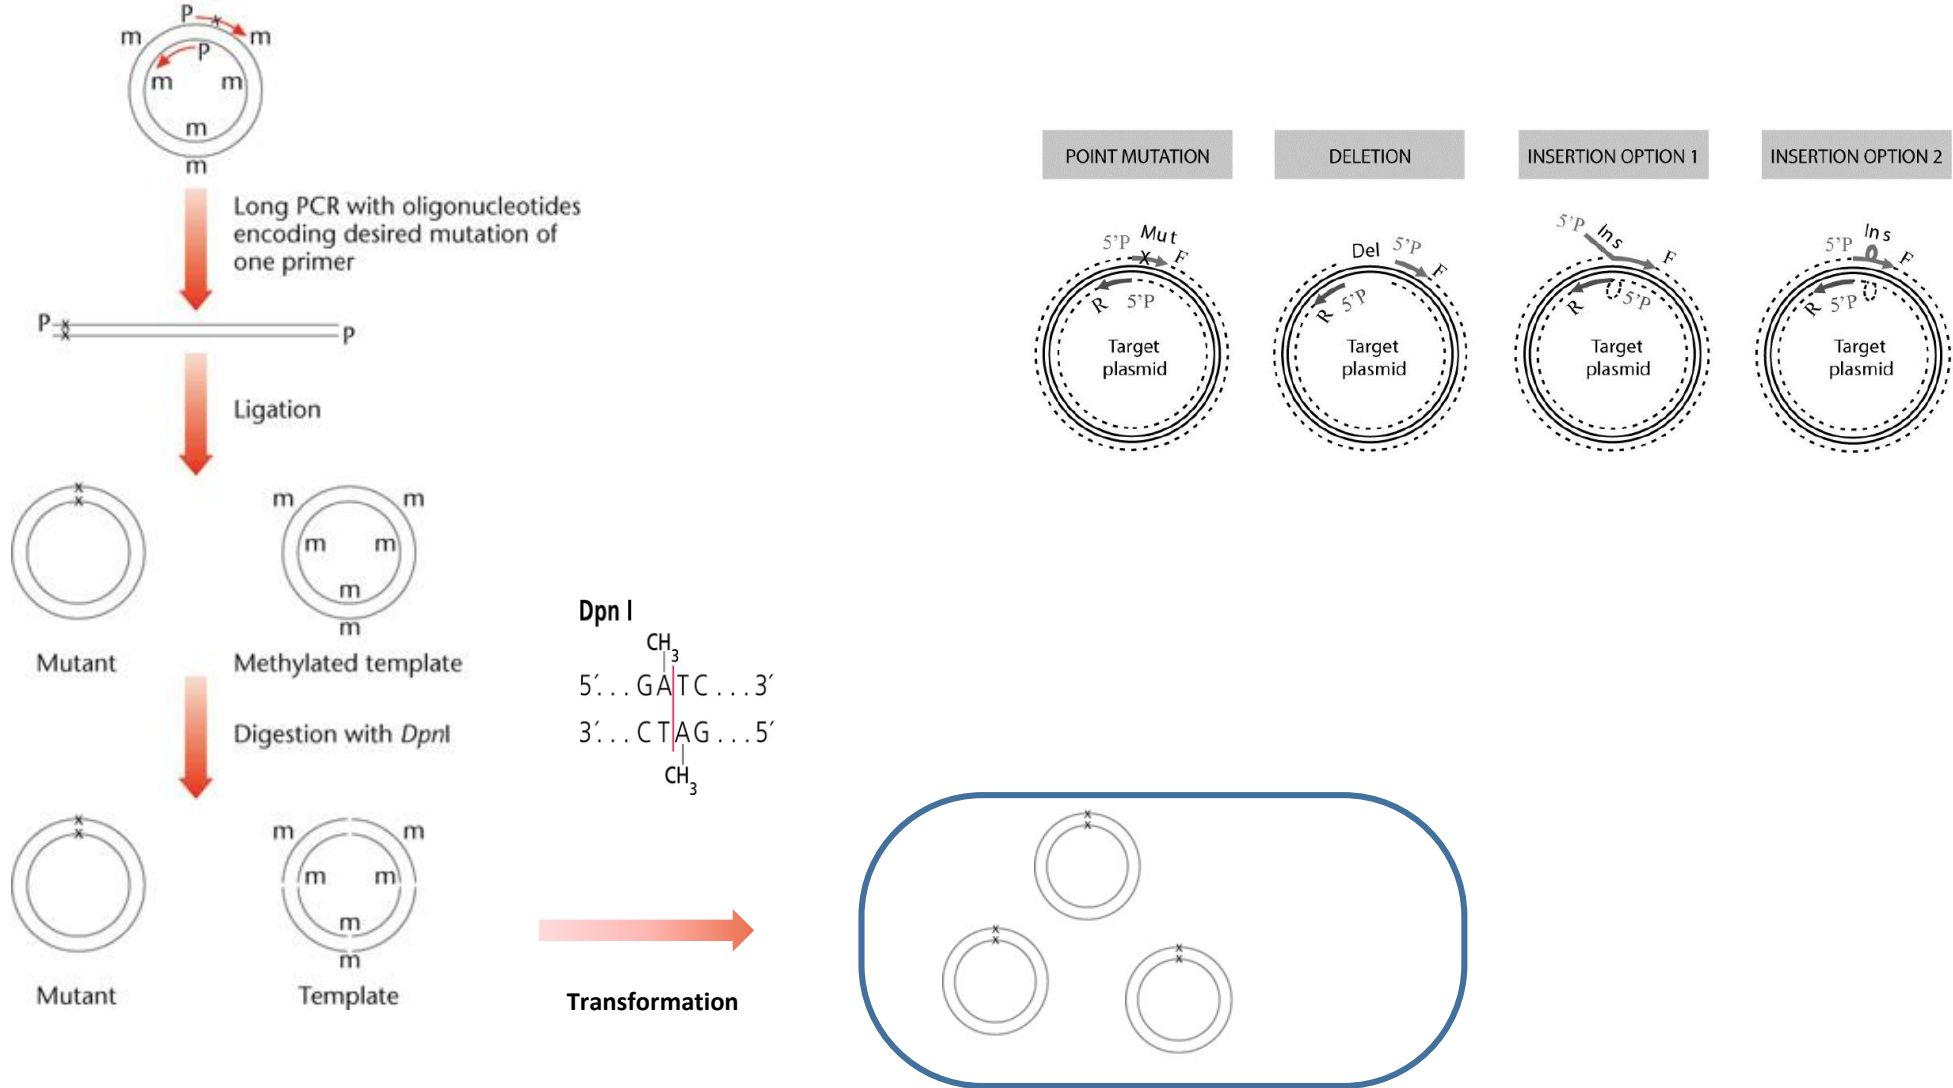 P
x
m
m
P
m
m
m
m
Long PCR with oligonucleotides
encoding desired mutation of
one primer
P
x
x
P
Ligation
x
x
m
m
m
m
m
m
Mutant
Methylated template
Digestion with DpnI
x
x
m
m
m
m
m
m
Mutant
Template
Dpn I
CH3
5′...GATC...3′
3′...CTAG...5′
CH3
Transformation
x
x
x
x
x
x
POINT MUTATION
5'P
Mut
X
F
R
5'P
Target
plasmid
DELETION
Del
5'P
F
R
5'P
Target
plasmid
INSERTION OPTION 1
5'P
Ins
F
R
5'P
Target
plasmid
INSERTION OPTION 2
5'P
Ins
F
R
5'P
Target
plasmid